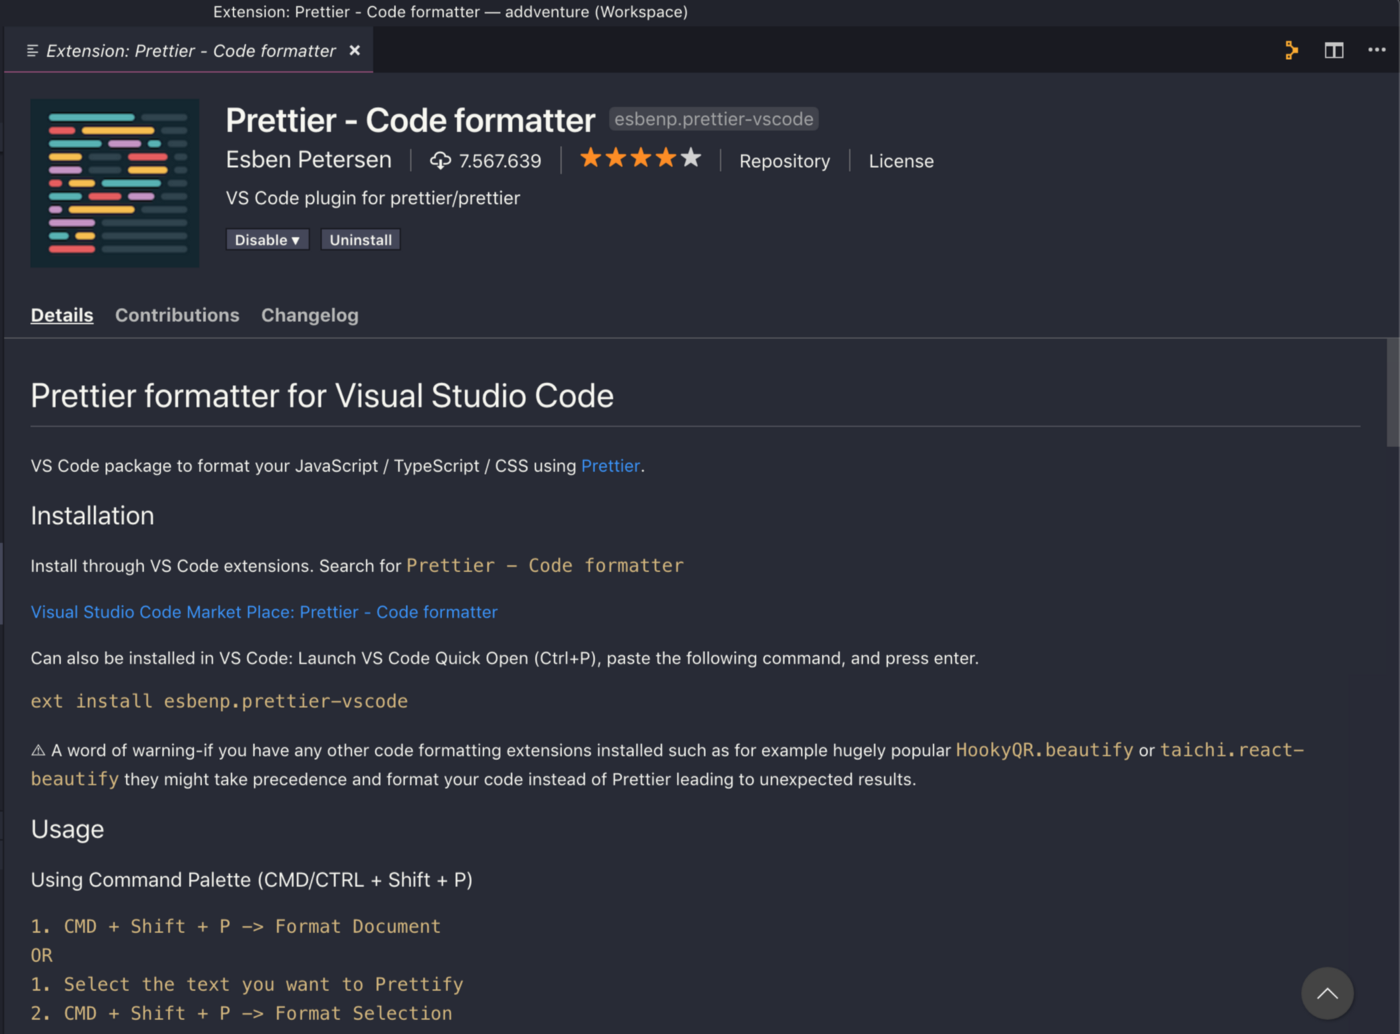 Extension: Prettier - Code formatter — addventure (Workspace)
Extension: Prettier - Code formatter
Prettier - Code formatter esbenp.prettier-vscode
Esben Petersen 7.567.639 Repository License
VS Code plugin for prettier/prettier
Disable ▾ Uninstall
Details Contributions Changelog
Prettier formatter for Visual Studio Code
VS Code package to format your JavaScript / TypeScript / CSS using Prettier.
Installation
Install through VS Code extensions. Search for Prettier - Code formatter
Visual Studio Code Market Place: Prettier - Code formatter
Can also be installed in VS Code: Launch VS Code Quick Open (Ctrl+P), paste the following command, and press enter.
ext install esbenp.prettier-vscode
⚠ A word of warning-if you have any other code formatting extensions installed such as for example hugely popular HookyQR.beautify or taichi.react-
beautify they might take precedence and format your code instead of Prettier leading to unexpected results.
Usage
Using Command Palette (CMD/CTRL + Shift + P)
1. CMD + Shift + P -> Format Document
OR
1. Select the text you want to Prettify
2. CMD + Shift + P -> Format Selection